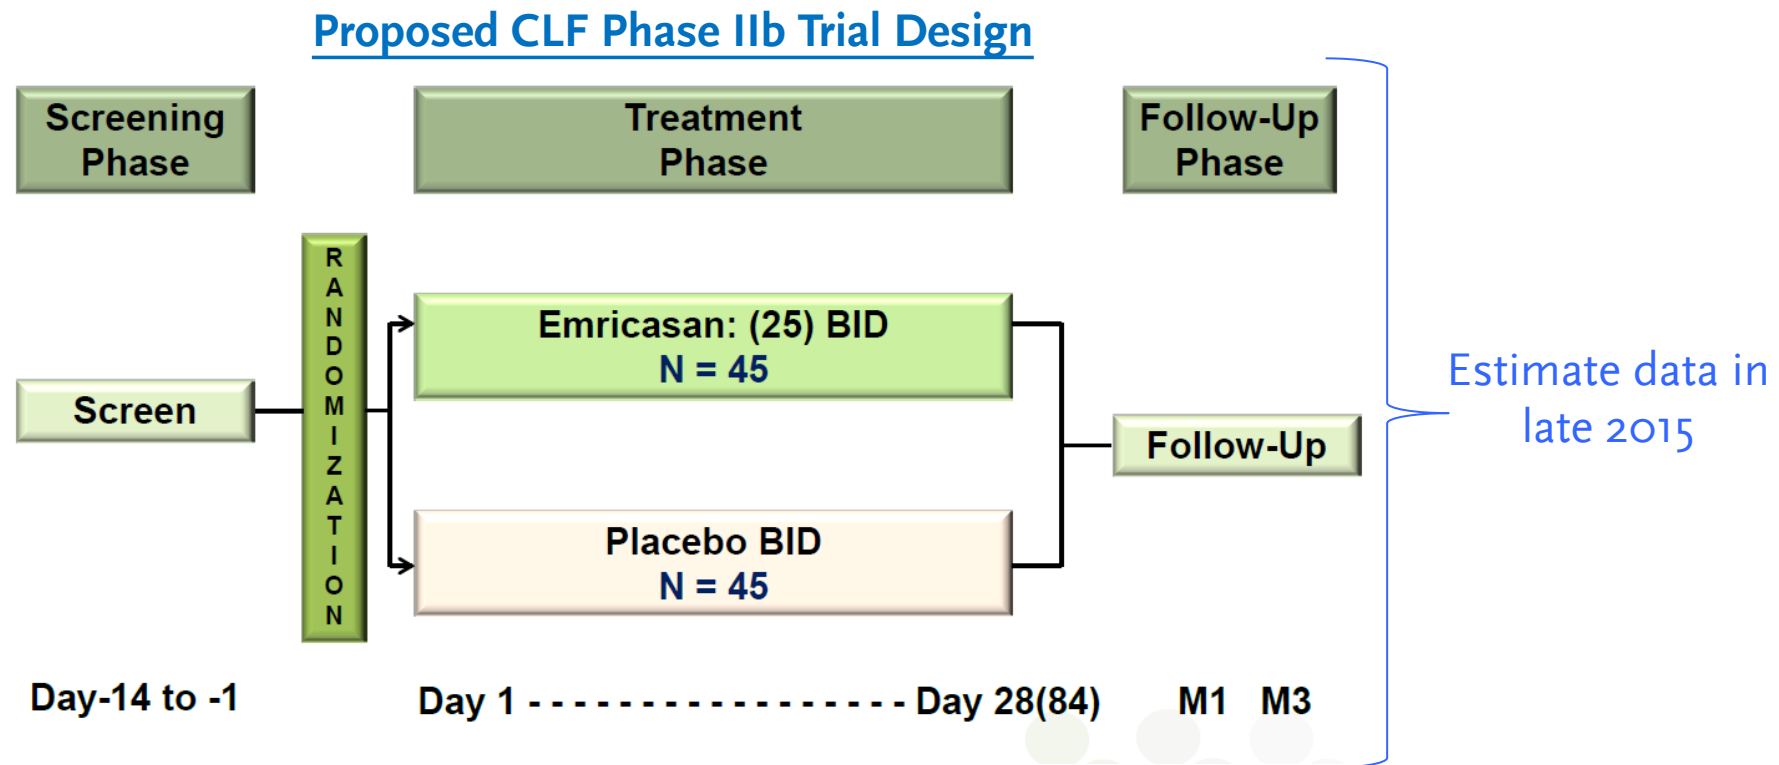 Proposed CLF Phase IIb Trial Design
Screening
Phase
Treatment
Phase
Follow-Up
Phase
RANDOMIZATION
Screen
Emricasan: (25) BID
N = 45
Placebo BID
N = 45
Follow-Up
Estimate data in
late 2015
Day-14 to -1
Day 1 - - - - - - - - - - - - - - - - - Day 28(84)
M1 M3